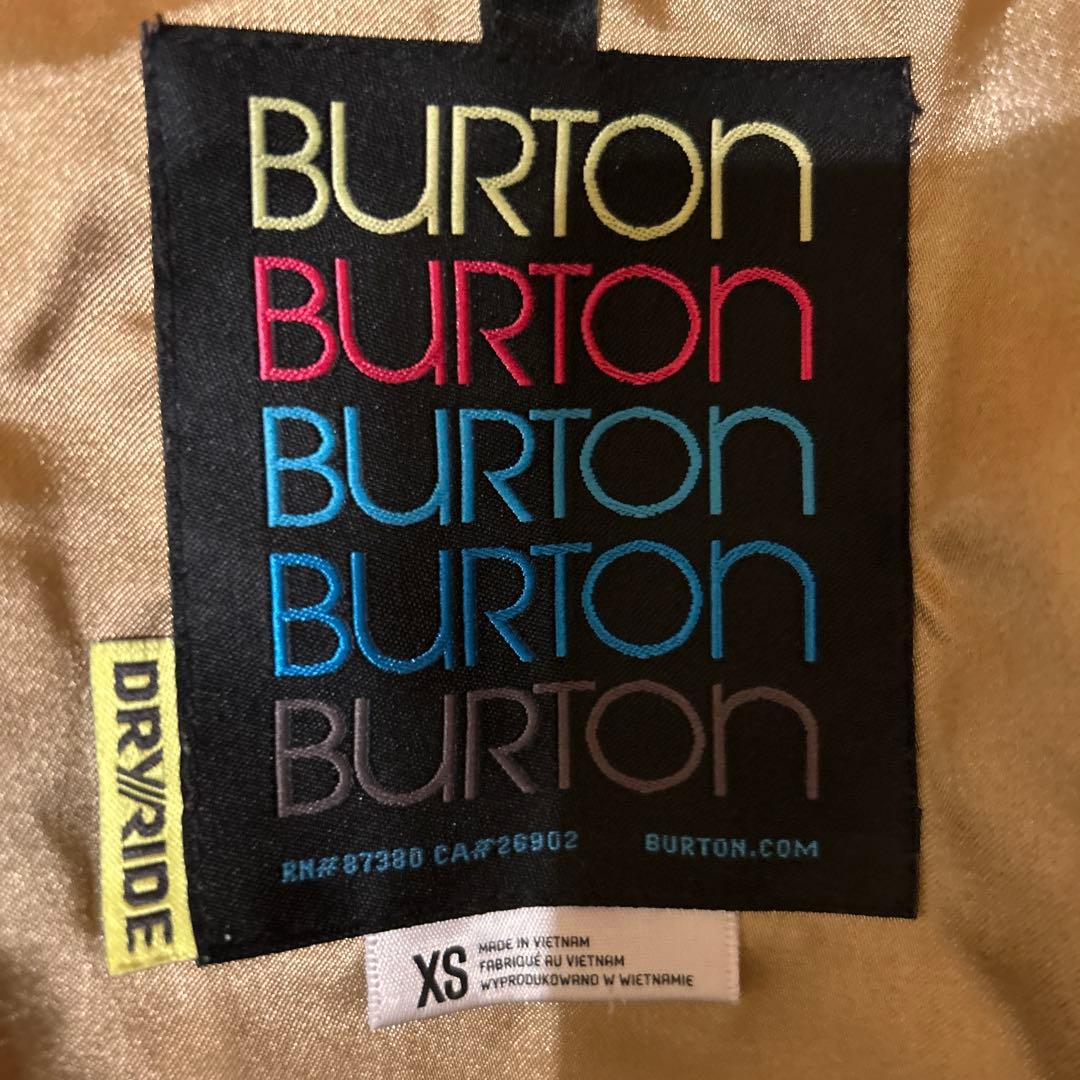 BURTON
BURTON
BURTON
BURTON
BURTON
RN# 87380 CA# 26902 BURTON.COM
DRY//RIDE
XS
MADE IN VIETNAM
FABRIQUÉ AU VIETNAM
WYPRODUKOWANO W WIETNAMIE